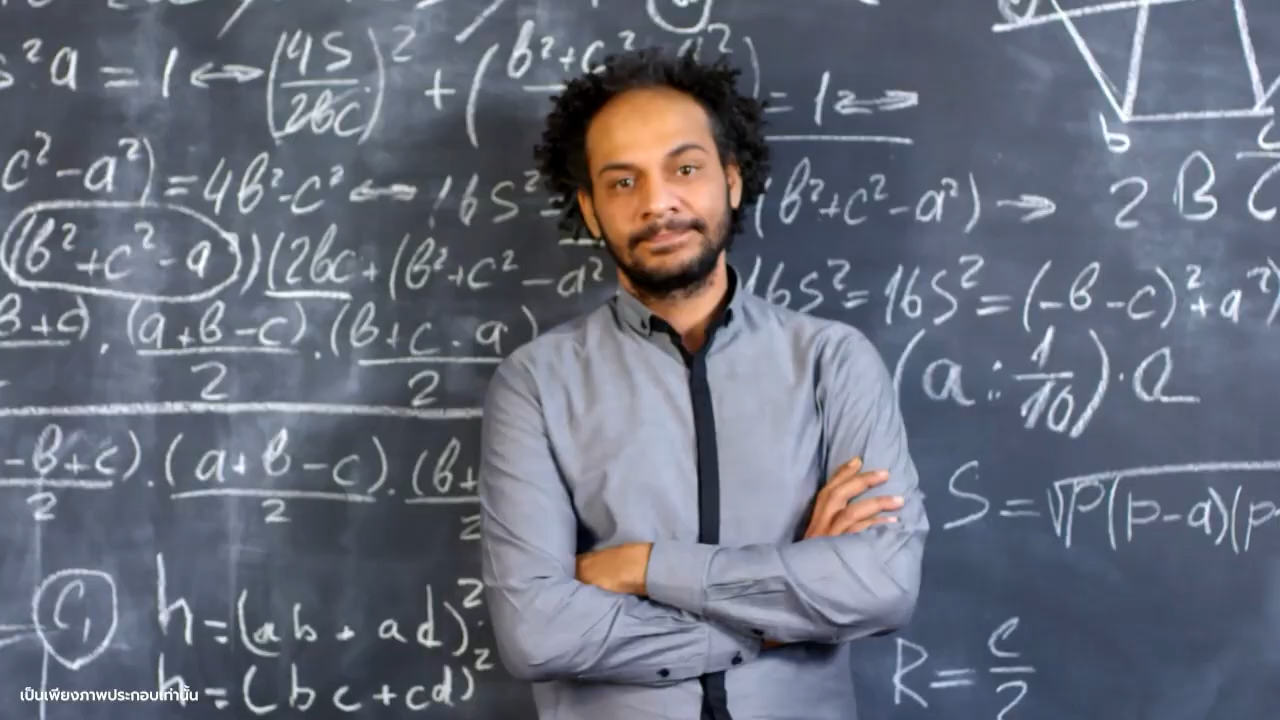 s²a = 1 ↔ (4S/2bc)² + (b²+c² a²) = 1 ↔
b
c²-a²) = 4b²-c² ↔ 16S² = (b²+c²-a²) → 2 B C
(b²+c²-a))(2bc+(b²+c²-a² 16S² = 16S² = (-b-c)²+a²)
b+c) . (a+b-c)/2 . (b+c-a)/2 (a : 1/10) · a
-b+c)/2 . (a+b-c)/2 . (b+
S = √p(p-a)(p-
h = (ab + ad)²
h = (bc + cd)²
R = c/2
เป็นเพียงภาพประกอบเท่านั้น